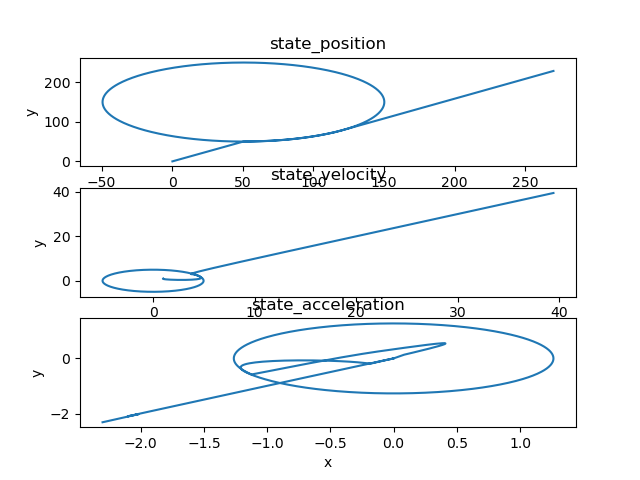 state_position
200
100
0
y
−50 0 50 100 150 200 250
state_velocity
40
20
0
y
0 10 20 30 40
state_acceleration
0
−2
y
−2.0 −1.5 −1.0 −0.5 0.0 0.5 1.0
x